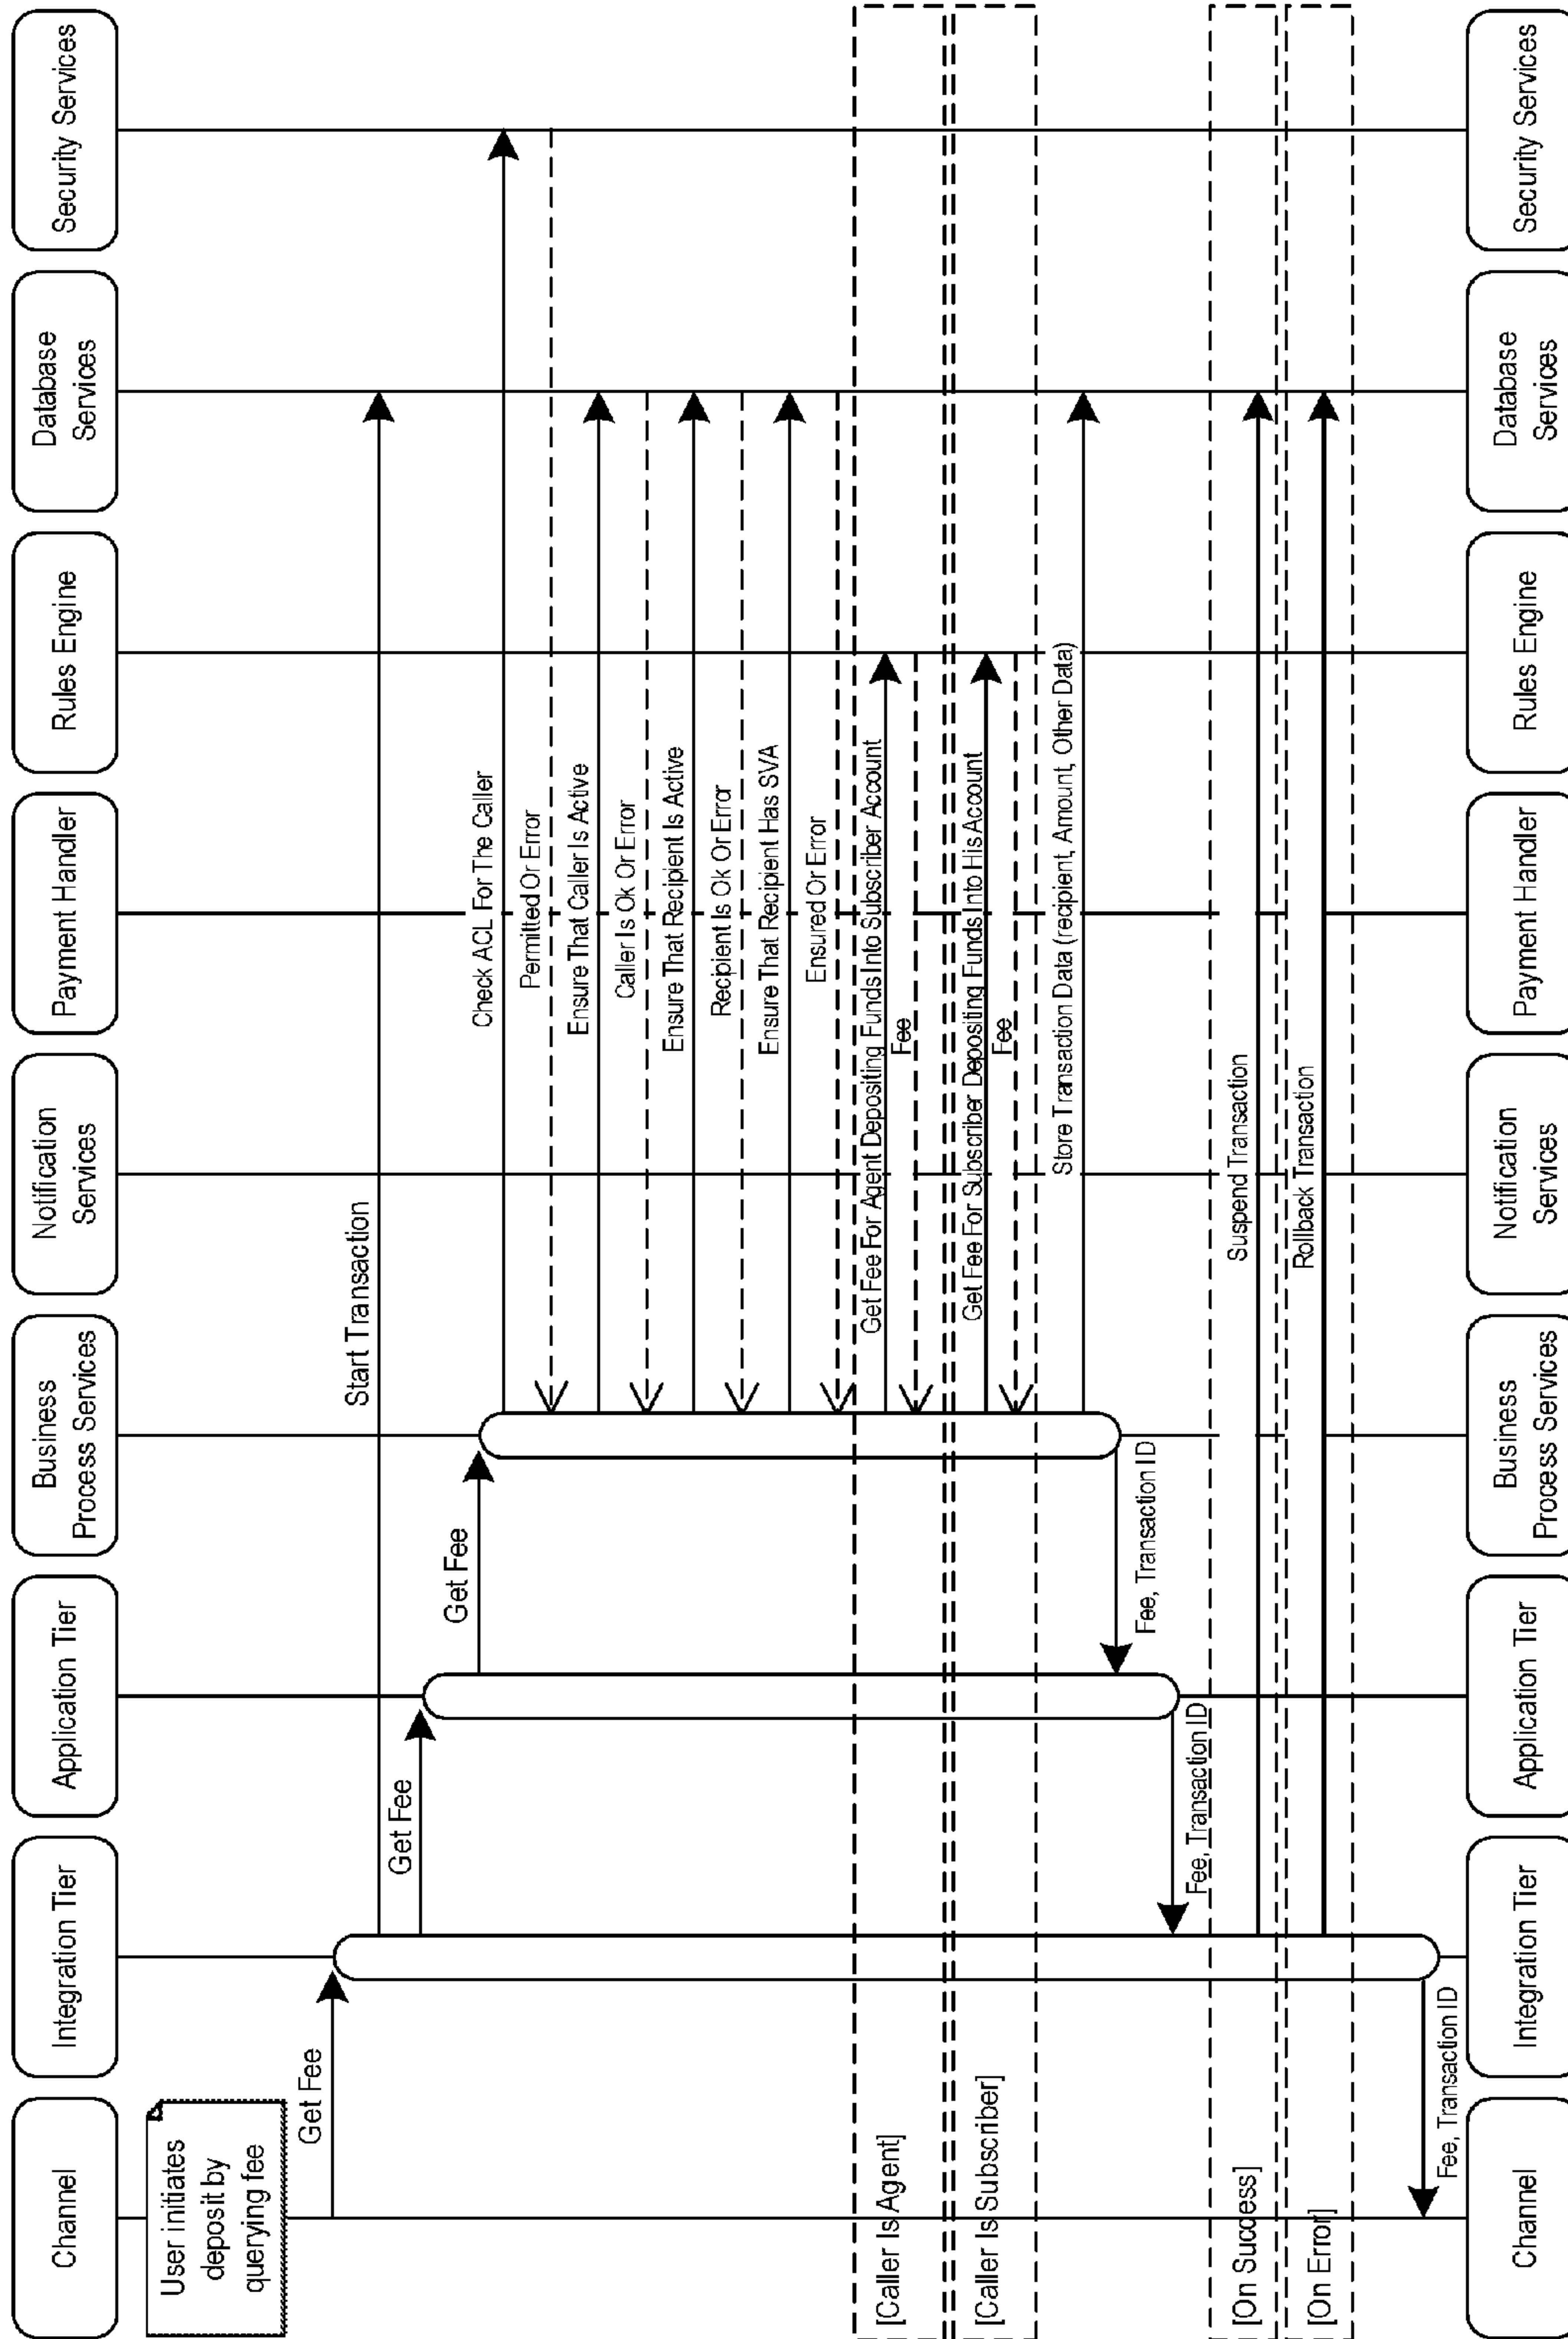 Channel
Integration Tier
Application Tier
Business
Process Services
Notification
Services
Payment Handler
Rules Engine
Database
Services
Security Services
User initiates
deposit by
querying fee
Get Fee
Start Transaction
Get Fee
Get Fee
Check ACL For The Caller
Permitted Or Error
Ensure That Caller Is Active
Caller Is Ok Or Error
Ensure That Recipient Is Active
Recipient Is Ok Or Error
Ensure That Recipient Has SVA
Ensured Or Error
[Caller Is Agent]
Get Fee For Agent Depositing Funds Into Subscriber Account
Fee
[Caller Is Subscriber]
Get Fee For Subscriber Depositing Funds Into His Account
Fee
Store Transaction Data (recipient, Amount, Other Data)
Fee, Transaction ID
Fee, Transaction ID
[On Success]
Suspend Transaction
[On Error]
Rollback Transaction
Fee, Transaction ID
Channel
Integration Tier
Application Tier
Business
Process Services
Notification
Services
Payment Handler
Rules Engine
Database
Services
Security Services